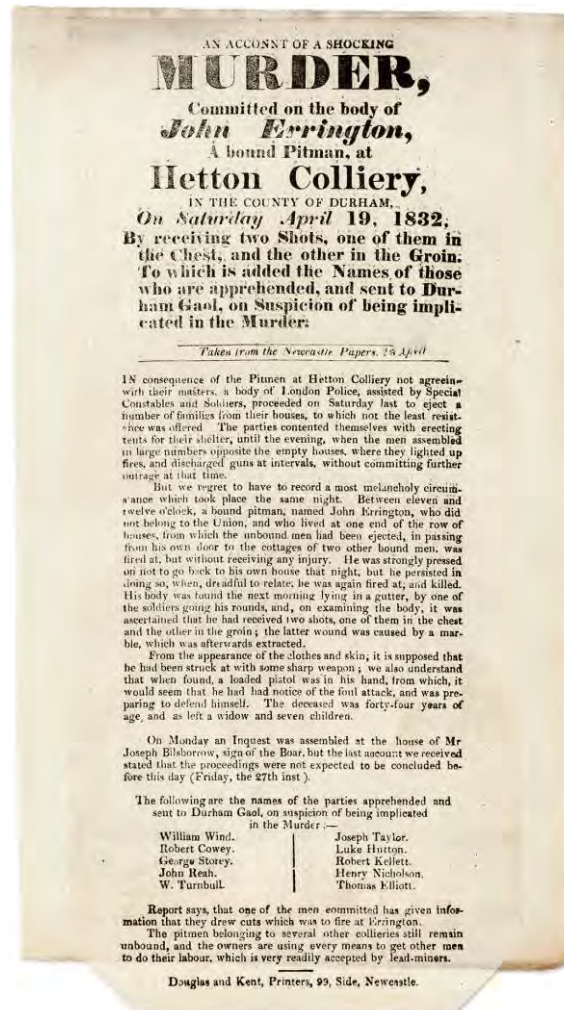 AN ACCONNT OF A SHOCKING
MURDER,
Committed on the body of
John Errington,
A bound Pitman, at
Hetton Colliery,
IN THE COUNTY OF DURHAM,
On Saturday April 19, 1832,
By receiving two Shots, one of them in
the Chest, and the other in the Groin.
To which is added the Names of those
who are apprehended, and sent to Dur-
ham Gaol, on Suspicion of being impli-
cated in the Murder.
Taken from the Newcastle Papers, 28 April
IN consequence of the Pitmen at Hetton Colliery not agreein-
with their masters, a body of London Police, assisted by Special
Constables and Soldiers, proceeded on Saturday last to eject a
number of families from their houses, to which not the least resist-
ence was offered The parties contented themselves with erecting
tents for their shelter, until the evening, when the men assembled
in large numbers opposite the empty houses, where they lighted up
fires, and discharged guns at intervals, without committing further
outrage at that time.
But we regret to have to record a most melancholy circum-
stance which took place the same night. Between eleven and
twelve o'clock, a bound pitman, named John Errington, who did
not belong to the Union, and who lived at one end of the row of
houses, from which the unbound men had been ejected, in passing
from his own door to the cottages of two other bound men, was
fired at, but without receiving any injury. He was strongly pressed
on not to go back to his own house that night, but he persisted in
doing so, when, dreadful to relate, he was again fired at, and killed.
His body was found the next morning lying in a gutter, by one of
the soldiers going his rounds, and, on examining the body, it was
ascertained that he had received two shots, one of them in the chest
and the other in the groin; the latter wound was caused by a mar-
ble, which was afterwards extracted.
From the appearance of the clothes and skin, it is supposed that
he had been struck at with some sharp weapon; we also understand
that when found, a loaded pistol was in his hand, from which, it
would seem that he had had notice of the foul attack, and was pre-
paring to defend himself. The deceased was forty-four years of
age, and as left a widow and seven children.
On Monday an Inquest was assembled at the house of Mr
Joseph Bilsborrow, sign of the Boar, but the last account we received
stated that the proceedings were not expected to be concluded be-
fore this day (Friday, the 27th inst ).
The following are the names of the parties apprehended and
sent to Durham Gaol, on suspicion of being implicated
in the Murder:—
William Wind.
Robert Cowey.
George Storey.
John Reah.
W. Turnbull.
Joseph Taylor.
Luke Hutton.
Robert Kellett.
Henry Nicholson.
Thomas Elliott.
Report says, that one of the men committed has given infor-
mation that they drew cuts which was to fire at Errington.
The pitmen belonging to several other collieries still remain
unbound, and the owners are using every means to get other men
to do their labour, which is very readily accepted by lead-miners.
Douglas and Kent, Printers, 99, Side, Newcastle.